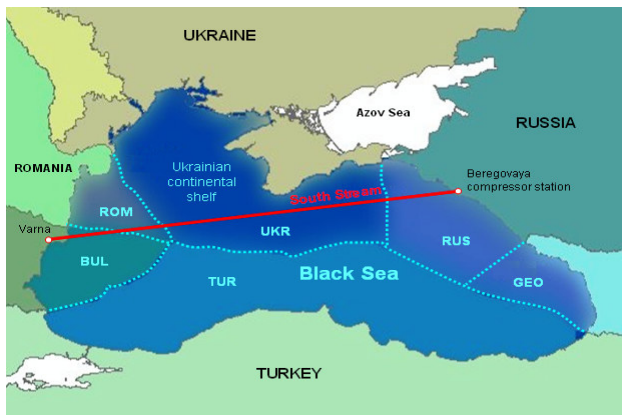 UKRAINE
Azov Sea
RUSSIA
ROMANIA
Ukrainian
continental
shelf
Beregovaya
compressor station
South Stream
ROM
Varna
UKR
RUS
BUL
TUR
Black Sea
GEO
TURKEY